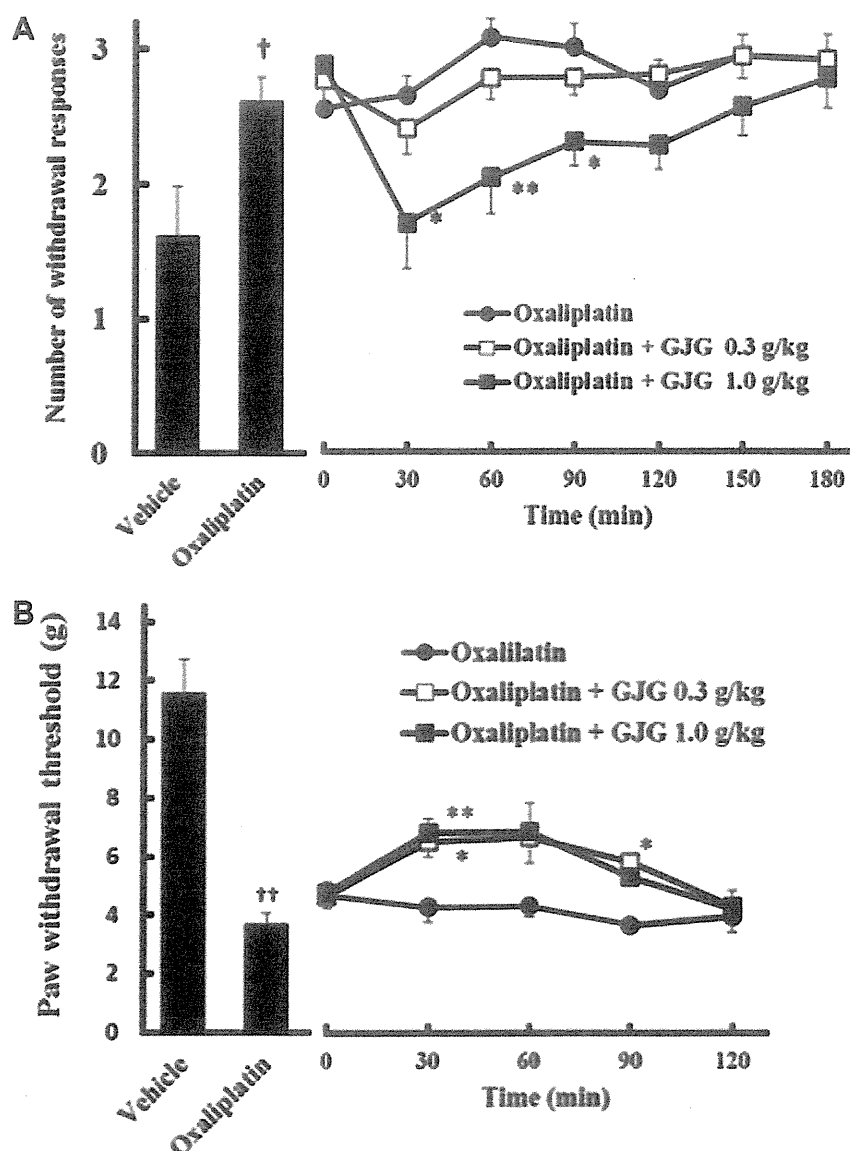 A
Number of withdrawal responses
3
2
1
0
†
Vehicle
Oxaliplatin
*
**
*
Oxaliplatin
Oxaliplatin + GJG 0.3 g/kg
Oxaliplatin + GJG 1.0 g/kg
0 30 60 90 120 150 180
Time (min)
B
Paw withdrawal threshold (g)
14
12
10
8
6
4
2
0
††
Vehicle
Oxaliplatin
Oxalilatin
Oxaliplatin + GJG 0.3 g/kg
Oxaliplatin + GJG 1.0 g/kg
**
*
*
0 30 60 90 120
Time (min)